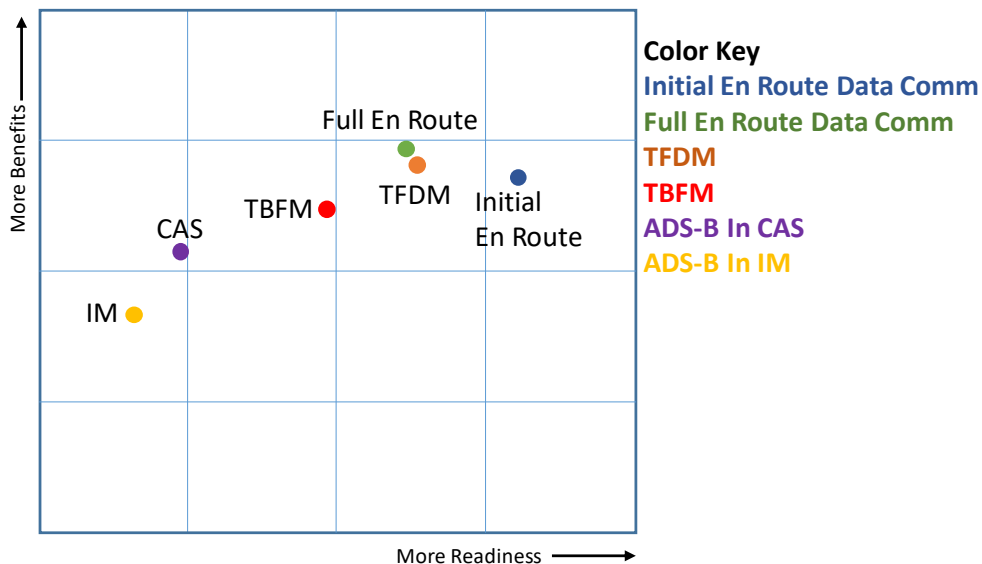 More Benefits
Full En Route
TFDM
Initial
En Route
TBFM
CAS
IM
More Readiness
Color Key
Initial En Route Data Comm
Full En Route Data Comm
TFDM
TBFM
ADS-B In CAS
ADS-B In IM